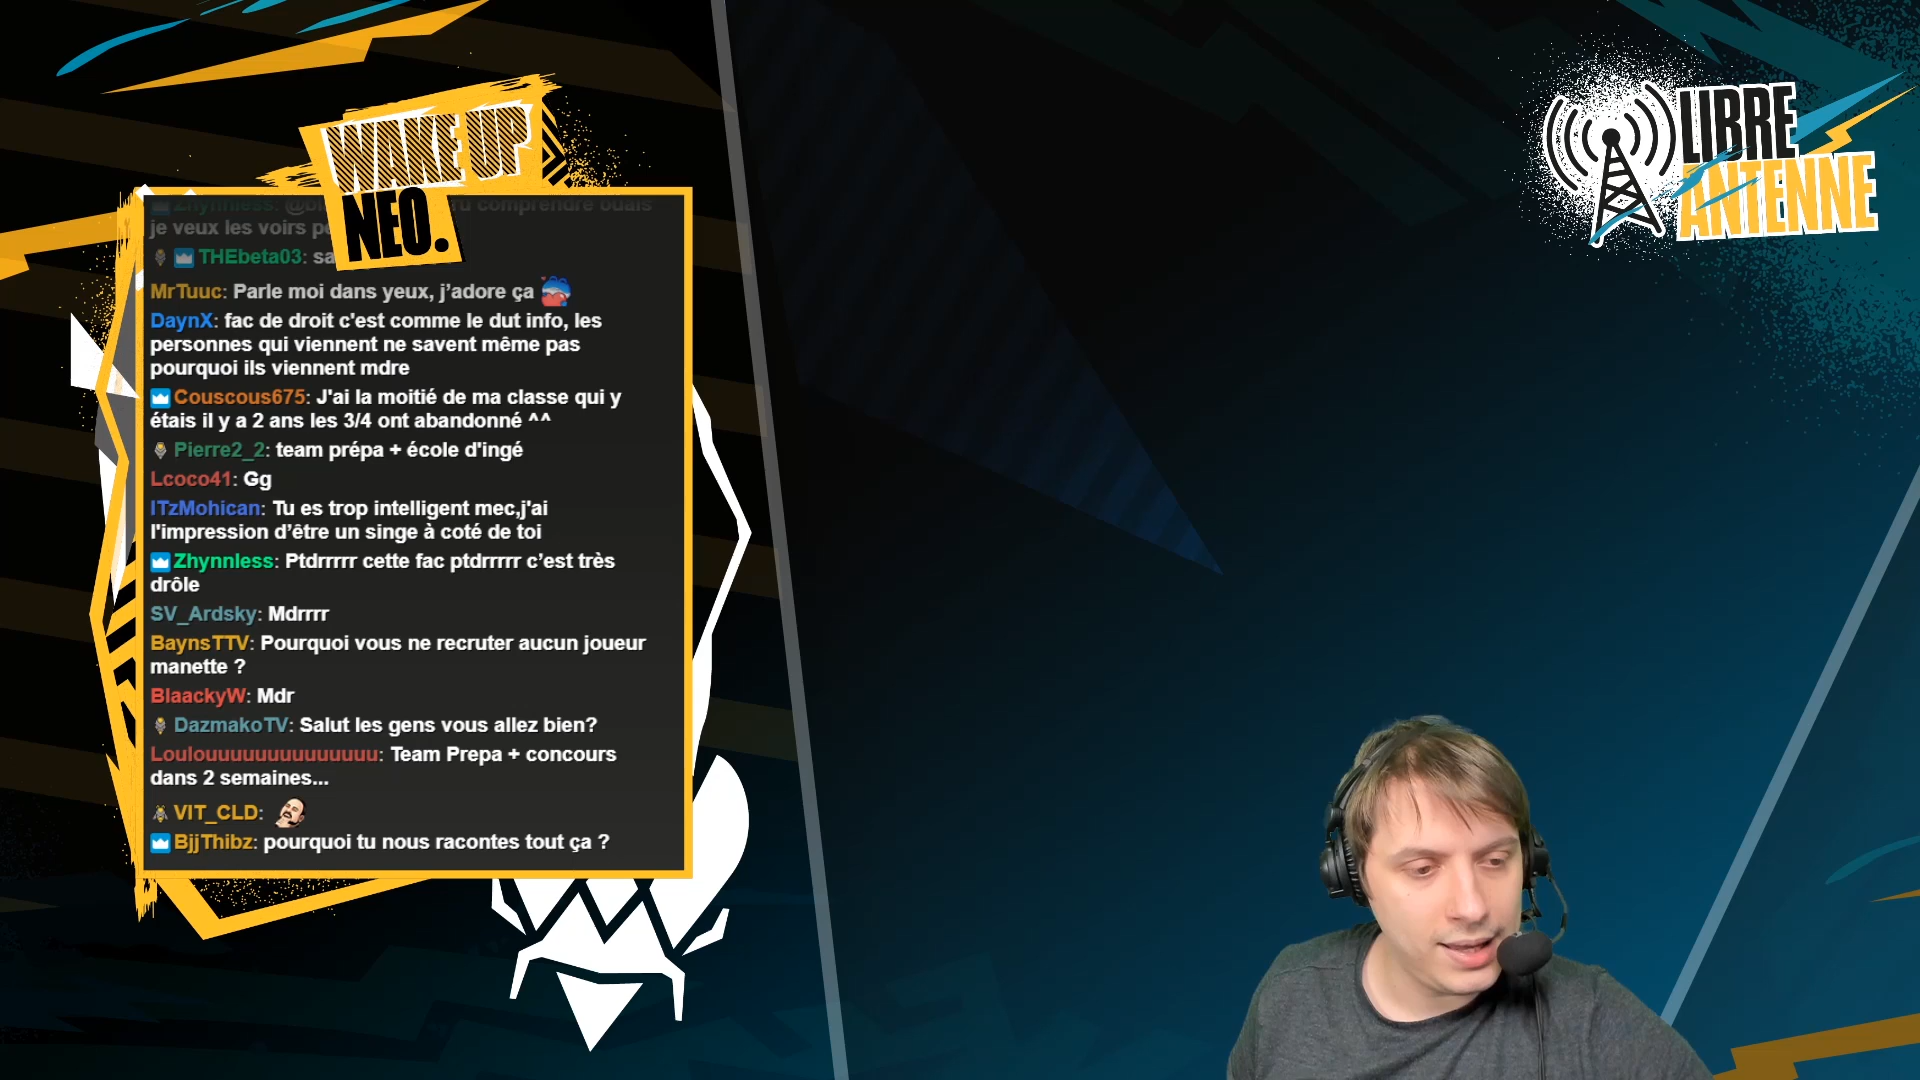 WAKE UP
NEO.
LIBRE
ANTENNE
Zhynnless: comprendre ouais
je veux les voirs
THEbeta03: sa
MrTuuc: Parle moi dans yeux, j’adore ça
DaynX: fac de droit c'est comme le dut info, les
personnes qui viennent ne savent même pas
pourquoi ils viennent mdre
Couscous675: J'ai la moitié de ma classe qui y
étais il y a 2 ans les 3/4 ont abandonné ^^
Pierre2_2: team prépa + école d'ingé
Lcoco41: Gg
ITzMohican: Tu es trop intelligent mec,j'ai
l'impression d’être un singe à coté de toi
Zhynnless: Ptdrrrrr cette fac ptdrrrrr c’est très
drôle
SV_Ardsky: Mdrrrr
BaynsTTV: Pourquoi vous ne recruter aucun joueur
manette ?
BlaackyW: Mdr
DazmakoTV: Salut les gens vous allez bien?
Loulouuuuuuuuuuuuuuu: Team Prepa + concours
dans 2 semaines...
VIT_CLD:
BjjThibz: pourquoi tu nous racontes tout ça ?